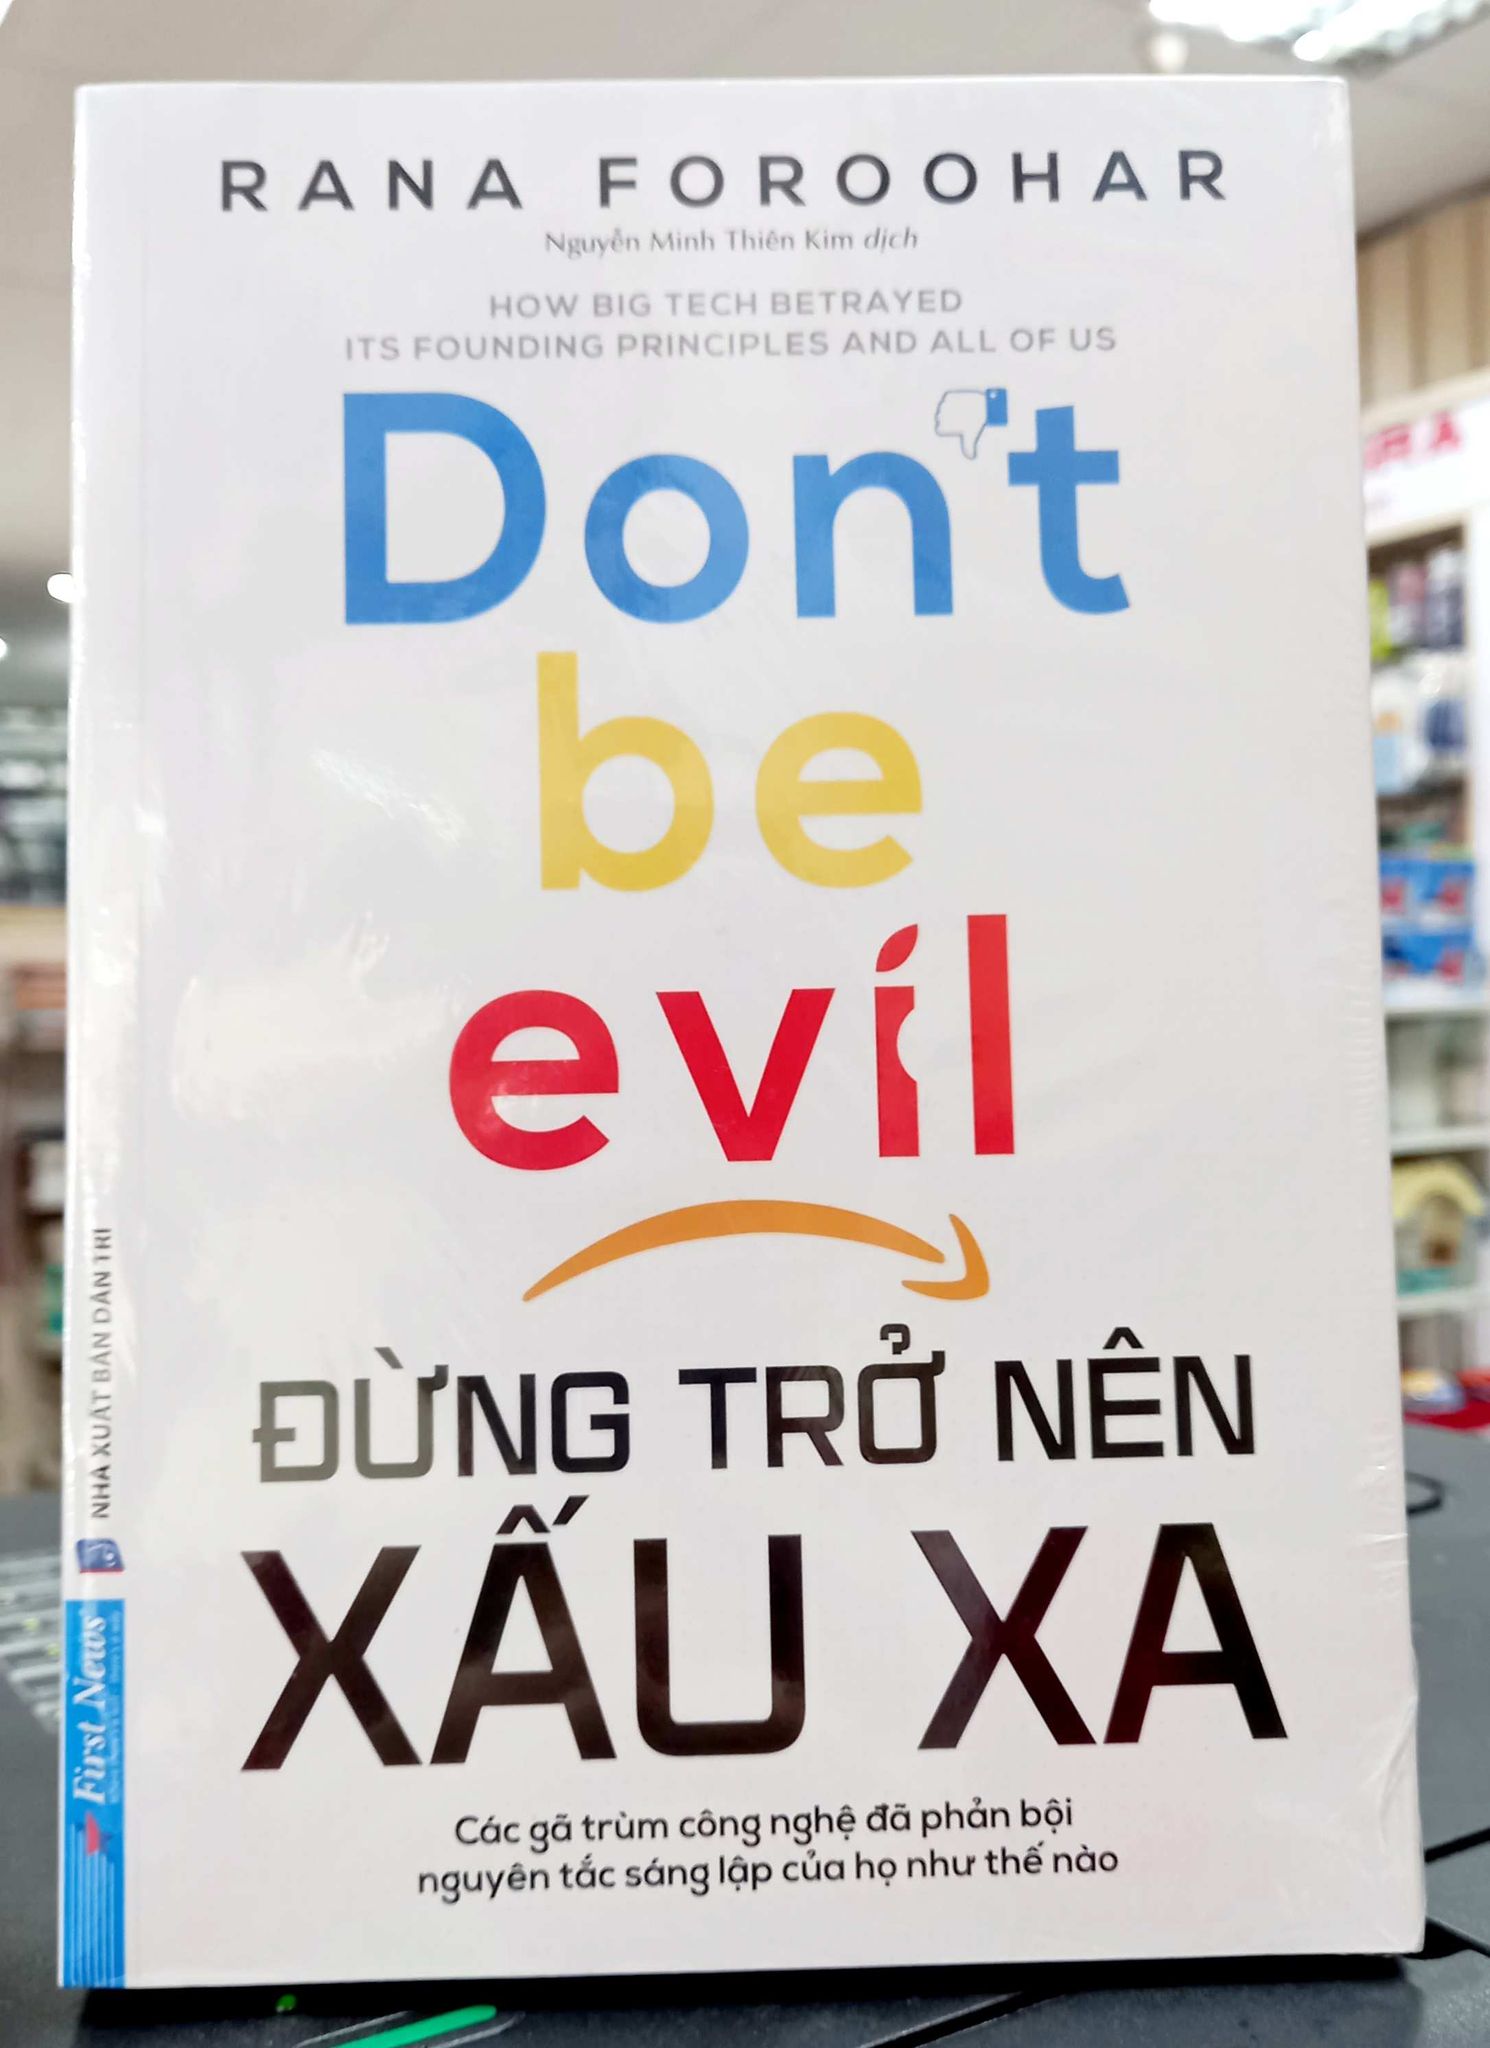 RANA FOROOHAR
Nguyễn Minh Thiên Kim dịch
HOW BIG TECH BETRAYED
ITS FOUNDING PRINCIPLES AND ALL OF US
Don't
be
evil
ĐỪNG TRỞ NÊN
XẤU XA
Các gã trùm công nghệ đã phản bội
nguyên tắc sáng lập của họ như thế nào
NHÀ XUẤT BẢN DÂN TRÍ
First News